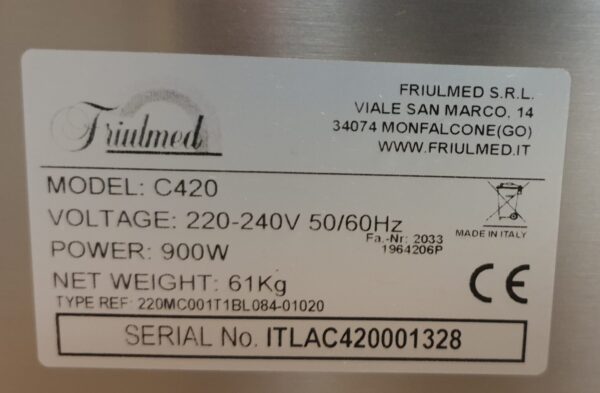 Friulmed
FRIULMED S.R.L.
VIALE SAN MARCO, 14
34074 MONFALCONE(GO)
WWW.FRIULMED.IT
MODEL: C420
VOLTAGE: 220-240V 50/60Hz
POWER: 900W
Fa.-Nr: 2033
1964206P
MADE IN ITALY
NET WEIGHT: 61Kg
TYPE REF: 220MC001T1BL084-01020
CE
SERIAL No. ITLAC420001328